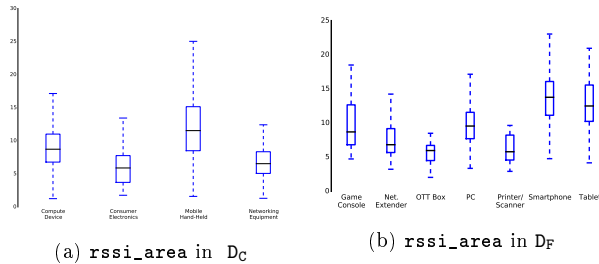 30
25
20
15
10
5
0
Compute Device
Consumer Electronics
Mobile Hand-Held
Networking Equipment
(a) rssi_area in D_C
25
20
15
10
5
0
Game Console
Net. Extender
OTT Box
PC
Printer/ Scanner
Smartphone
Tablet
(b) rssi_area in D_F